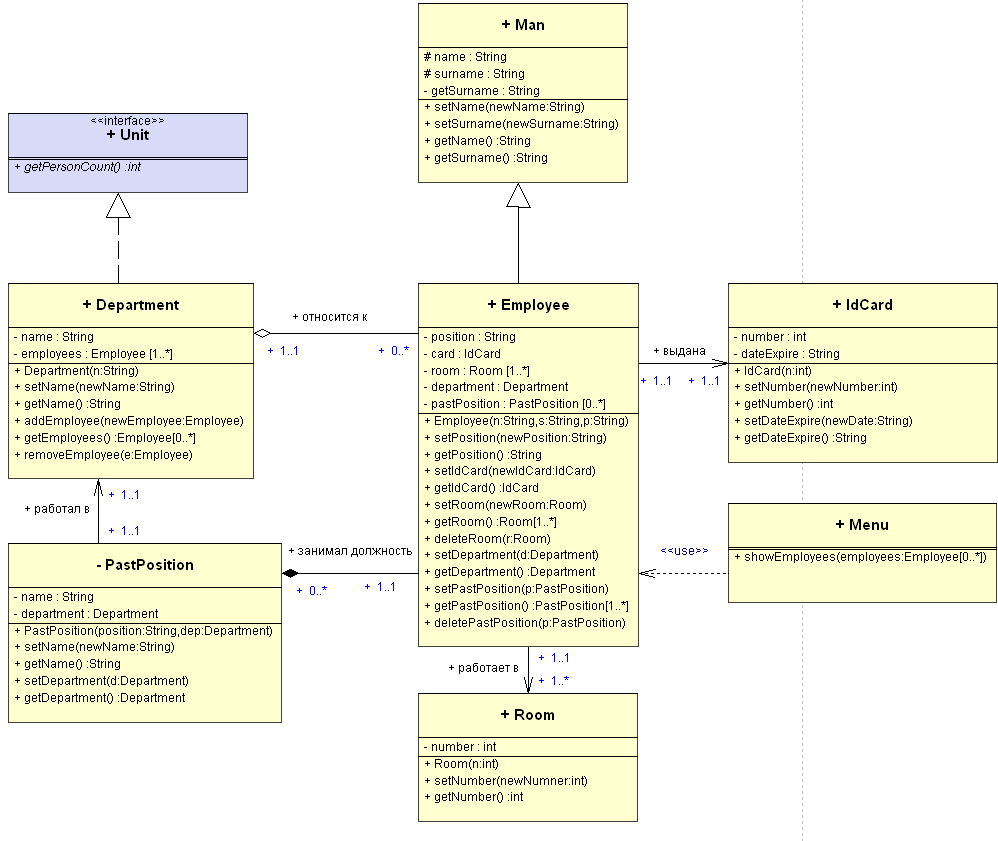 + Man
# name : String
# surname : String
- getSurname : String
+ setName(newName:String)
+ setSurname(newSurname:String)
+ getName() :String
+ getSurname() :String
<<interface>>
+ Unit
+ getPersonCount() :int
+ Department
- name : String
- employees : Employee [1..*]
+ Department(n:String)
+ setName(newName:String)
+ getName() :String
+ addEmployee(newEmployee:Employee)
+ getEmployees() :Employee[0..*]
+ removeEmployee(e:Employee)
+ относится к
+ 1..1
+ 0..*
+ Employee
- position : String
- card : IdCard
- room : Room [1..*]
- department : Department
- pastPosition : PastPosition [0..*]
+ Employee(n:String,s:String,p:String)
+ setPosition(newPosition:String)
+ getPosition() :String
+ setIdCard(newIdCard:IdCard)
+ getIdCard() :IdCard
+ setRoom(newRoom:Room)
+ getRoom() :Room[1..*]
+ deleteRoom(r:Room)
+ setDepartment(d:Department)
+ getDepartment() :Department
+ setPastPosition(p:PastPosition)
+ getPastPosition() :PastPosition[1..*]
+ deletePastPosition(p:PastPosition)
+ выдана
+ 1..1
+ 1..1
+ IdCard
- number : int
- dateExpire : String
+ IdCard(n:int)
+ setNumber(newNumber:int)
+ getNumber() :int
+ setDateExpire(newDate:String)
+ getDateExpire() :String
+ 1..1
+ работал в
+ 1..1
- PastPosition
- name : String
- department : Department
+ PastPosition(position:String,dep:Department)
+ setName(newName:String)
+ getName() :String
+ setDepartment(d:Department)
+ getDepartment() :Department
+ занимал должность
+ 0..*
+ 1..1
<<use>>
+ Menu
+ showEmployees(employees:Employee[0..*])
+ работает в
+ 1..1
+ 1..*
+ Room
- number : int
+ Room(n:int)
+ setNumber(newNumner:int)
+ getNumber() :int